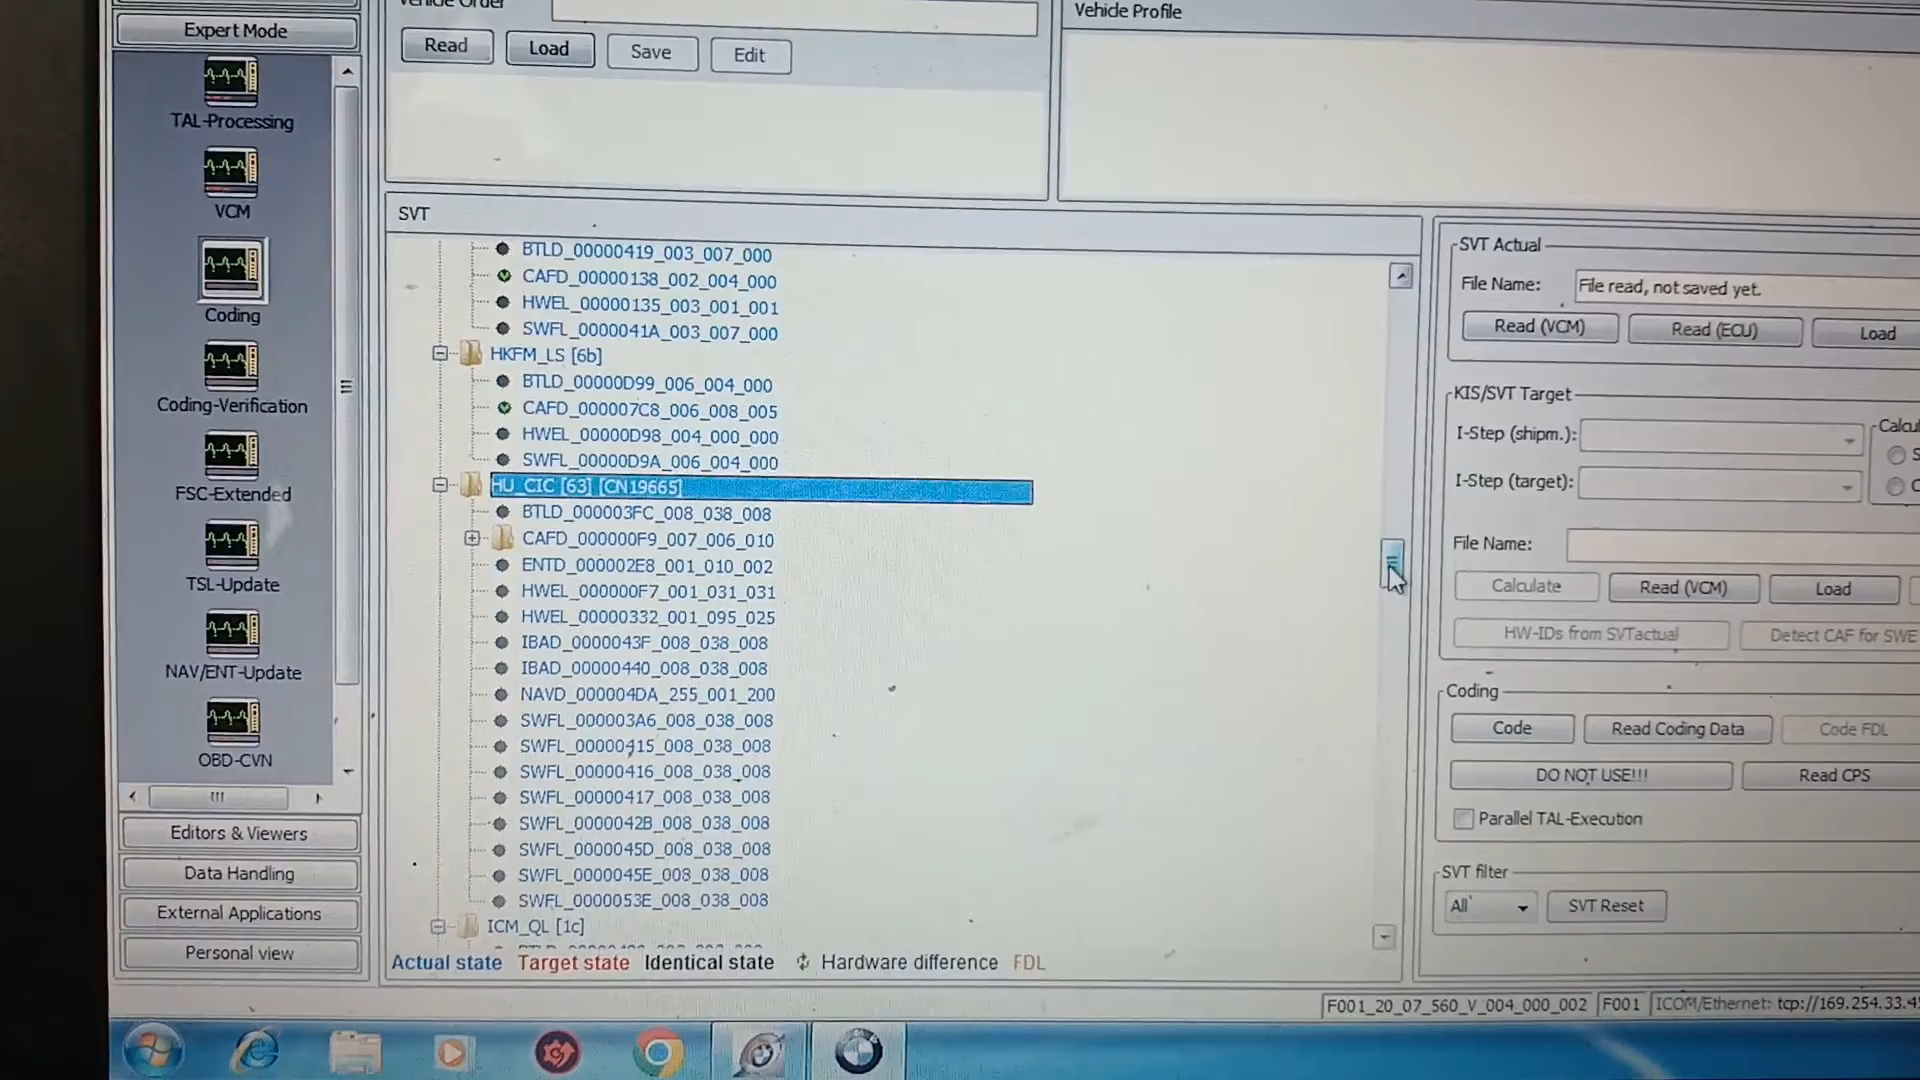 Vehicle Order
Vehicle Profile
Expert Mode
Read
Load
Save
Edit
TAL-Processing
VCM
Coding
Coding-Verification
FSC-Extended
TSL-Update
NAV/ENT-Update
OBD-CVN
Editors & Viewers
Data Handling
External Applications
Personal view
SVT
BTLD_00000419_003_007_000
CAFD_00000138_002_004_000
HWEL_00000135_003_001_001
SWFL_0000041A_003_007_000
HKFM_LS [6b]
BTLD_00000D99_006_004_000
CAFD_000007C8_006_008_005
HWEL_00000D98_004_000_000
SWFL_00000D9A_006_004_000
HU_CIC [63] [CN19665]
BTLD_000003FC_008_038_008
CAFD_000000F9_007_006_010
ENTD_000002E8_001_010_002
HWEL_000000F7_001_031_031
HWEL_00000332_001_095_025
IBAD_0000043F_008_038_008
IBAD_00000440_008_038_008
NAVD_000004DA_255_001_200
SWFL_000003A6_008_038_008
SWFL_00000415_008_038_008
SWFL_00000416_008_038_008
SWFL_00000417_008_038_008
SWFL_0000042B_008_038_008
SWFL_0000045D_008_038_008
SWFL_0000045E_008_038_008
SWFL_0000053E_008_038_008
ICM_QL [1c]
Actual state Target state Identical state Hardware difference FDL
SVT Actual
File Name: File read, not saved yet.
Read (VCM) Read (ECU) Load
KIS/SVT Target
I-Step (shipm.):
I-Step (target):
File Name:
Calculate Read (VCM) Load
HW-IDs from SVTactual Detect CAF for SWE
Coding
Code Read Coding Data Code FDL
DO NOT USE!!! Read CPS
Parallel TAL-Execution
SVT filter
All SVT Reset
F001_20_07_560_V_004_000_002 F001 ICOM/Ethernet: tcp://169.254.33.4